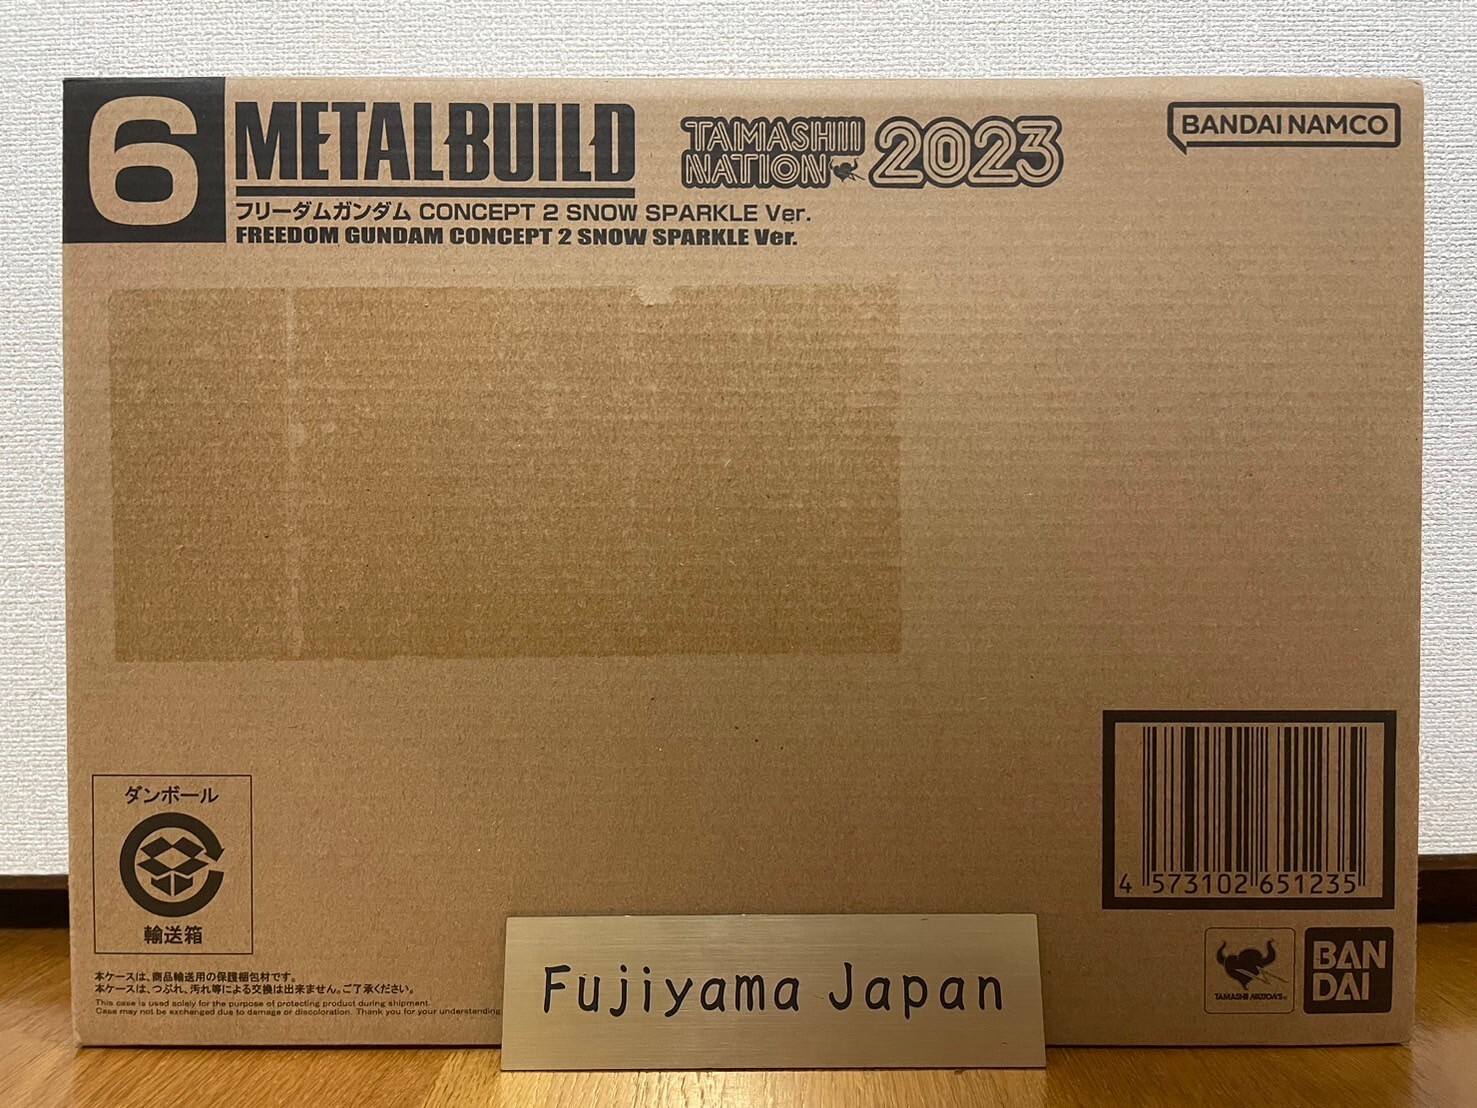 6
METALBUILD
TAMASHII NATION 2023
BANDAI NAMCO
フリーダムガンダム CONCEPT 2 SNOW SPARKLE Ver.
FREEDOM GUNDAM CONCEPT 2 SNOW SPARKLE Ver.
ダンボール
輸送箱
本ケースは、商品輸送用の保護梱包材です。
本ケースは、つぶれ、汚れ等による交換は出来ません。ご了承ください。
This case is used solely for the purpose of protecting product during shipment.
Case may not be exchanged due to damage or discoloration. Thank you for your understanding
4 573102 651235
TAMASHII NATIONS
BAN
DAI
Fujiyama Japan